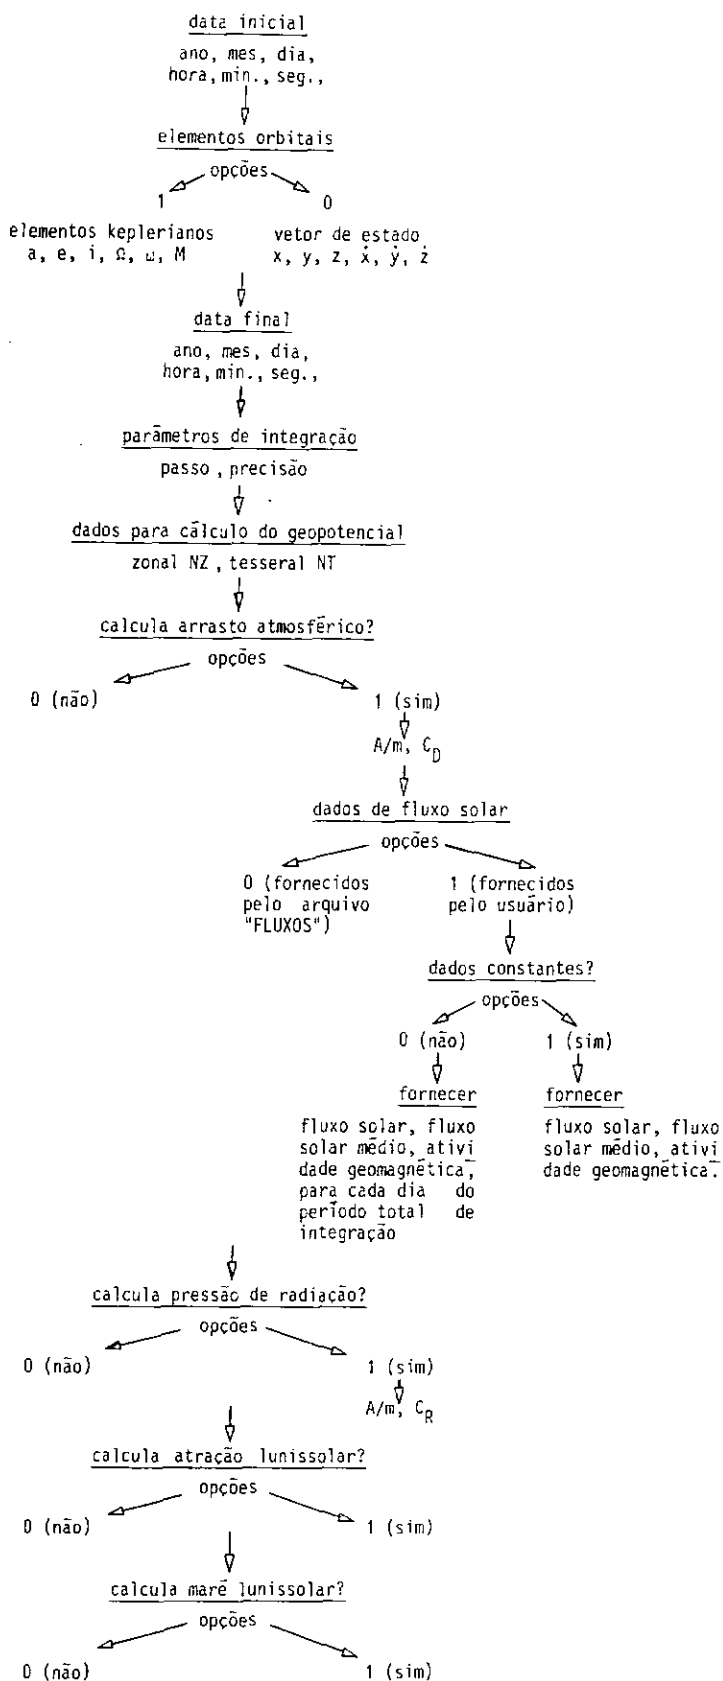 data inicial
ano, mes, dia,
hora, min., seg.,
elementos orbitais
opções
1 0
elementos keplerianos
a, e, i, Ω, ω, M
vetor de estado
x, y, z, ẋ, ẏ, ż
data final
ano, mes, dia,
hora, min., seg.,
parâmetros de integração
passo , precisão
dados para cálculo do geopotencial
zonal NZ , tesseral NT
calcula arrasto atmosférico?
opções
0 (não) 1 (sim)
A/m, C_D
dados de fluxo solar
opções
0 (fornecidos
pelo arquivo
"FLUXOS")
1 (fornecidos
pelo usuário)
dados constantes?
opções
0 (não) 1 (sim)
fornecer
fluxo solar, fluxo
solar médio, ativi
dade geomagnética,
para cada dia do
período total de
integração
fornecer
fluxo solar, fluxo
solar médio, ativi
dade geomagnética.
calcula pressão de radiação?
opções
0 (não) 1 (sim)
A/m, C_R
calcula atração lunissolar?
opções
0 (não) 1 (sim)
calcula maré lunissolar?
opções
0 (não) 1 (sim)